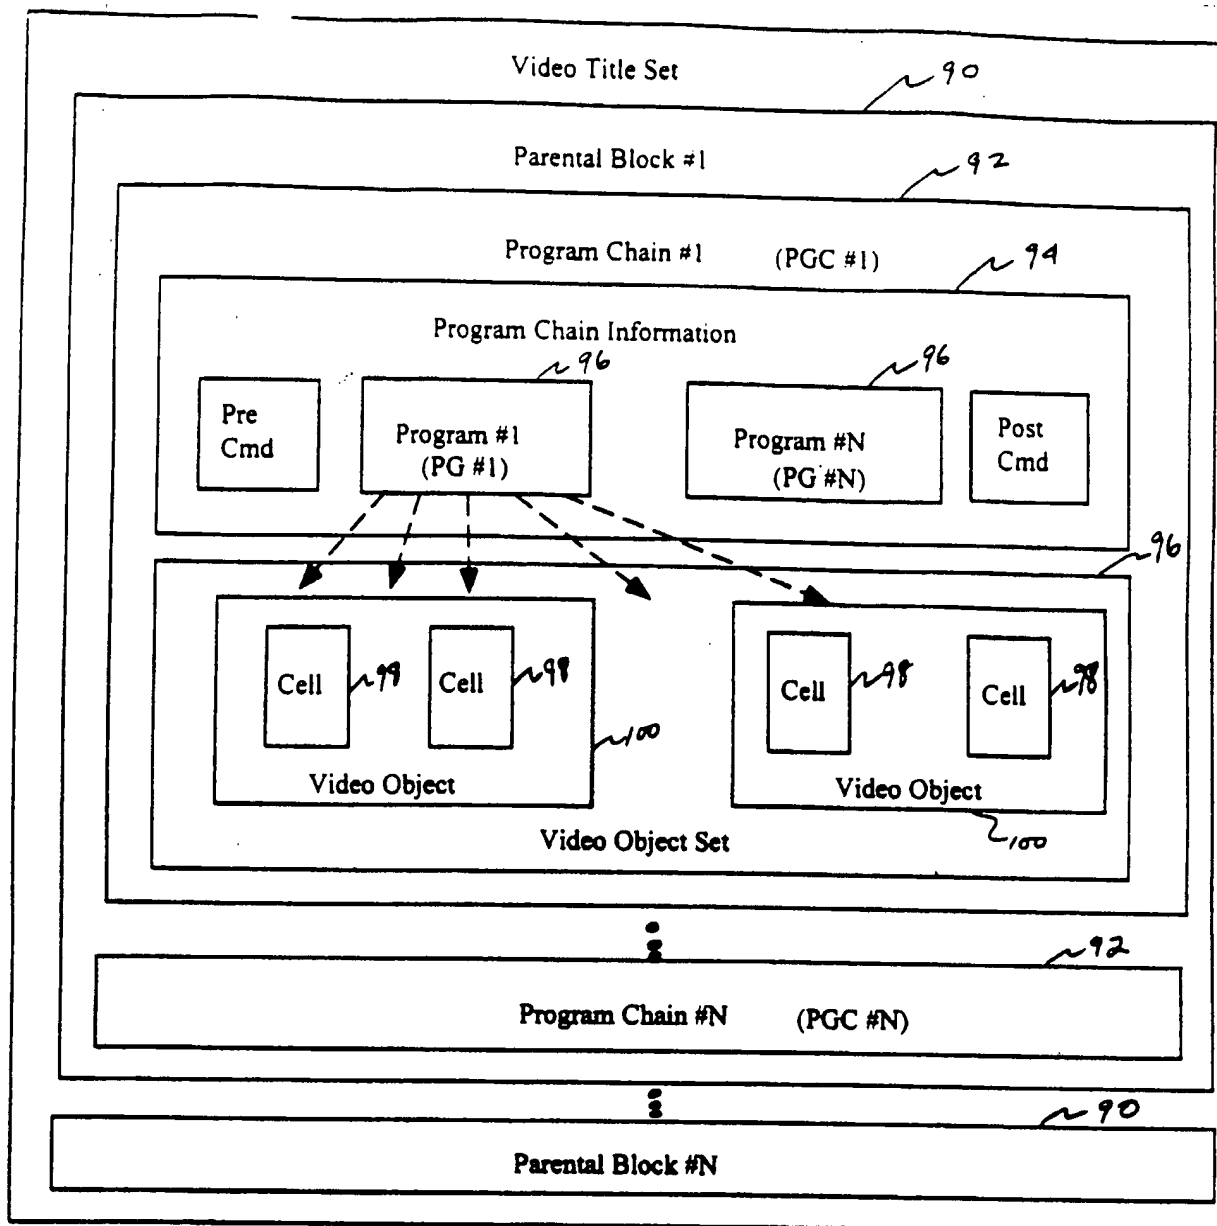 Video Title Set
90
Parental Block #1
92
Program Chain #1 (PGC #1)
94
Program Chain Information
96
96
Pre
Cmd
Program #1
(PG #1)
Program #N
(PG #N)
Post
Cmd
96
Cell
98
Cell
98
Cell
98
Cell
98
100
Video Object
Video Object
100
Video Object Set
92
Program Chain #N (PGC #N)
90
Parental Block #N